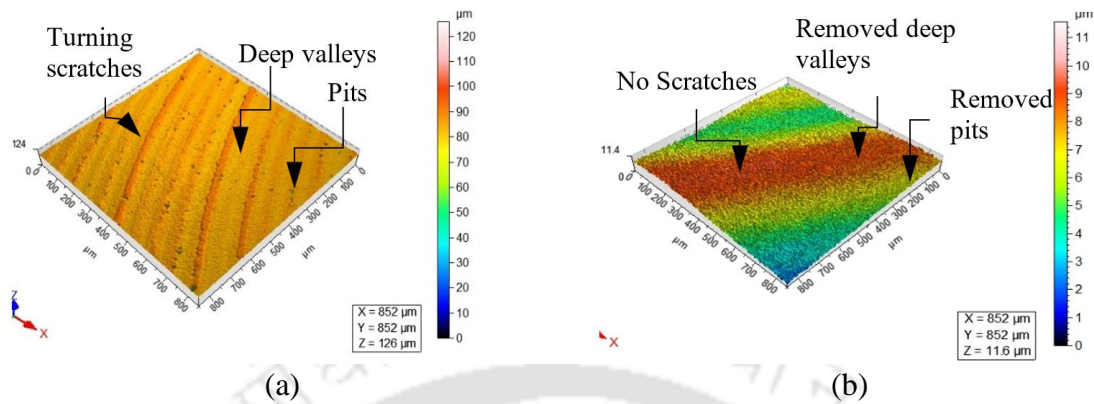 Turning
scratches
Deep valleys
Pits
124
0
0
100
200
300
400
500
600
700
800
µm
0
100
200
300
400
500
600
700
800
µm
Z
X
µm
120
110
100
90
80
70
60
50
40
30
20
10
0
X = 852 µm
Y = 852 µm
Z = 126 µm
(a)
No Scratches
Removed deep
valleys
Removed
pits
11.4
0
0
100
200
300
400
500
600
700
800
µm
0
100
200
300
400
500
600
700
800
µm
X
µm
11
10
9
8
7
6
5
4
3
2
1
0
X = 852 µm
Y = 852 µm
Z = 11.6 µm
(b)